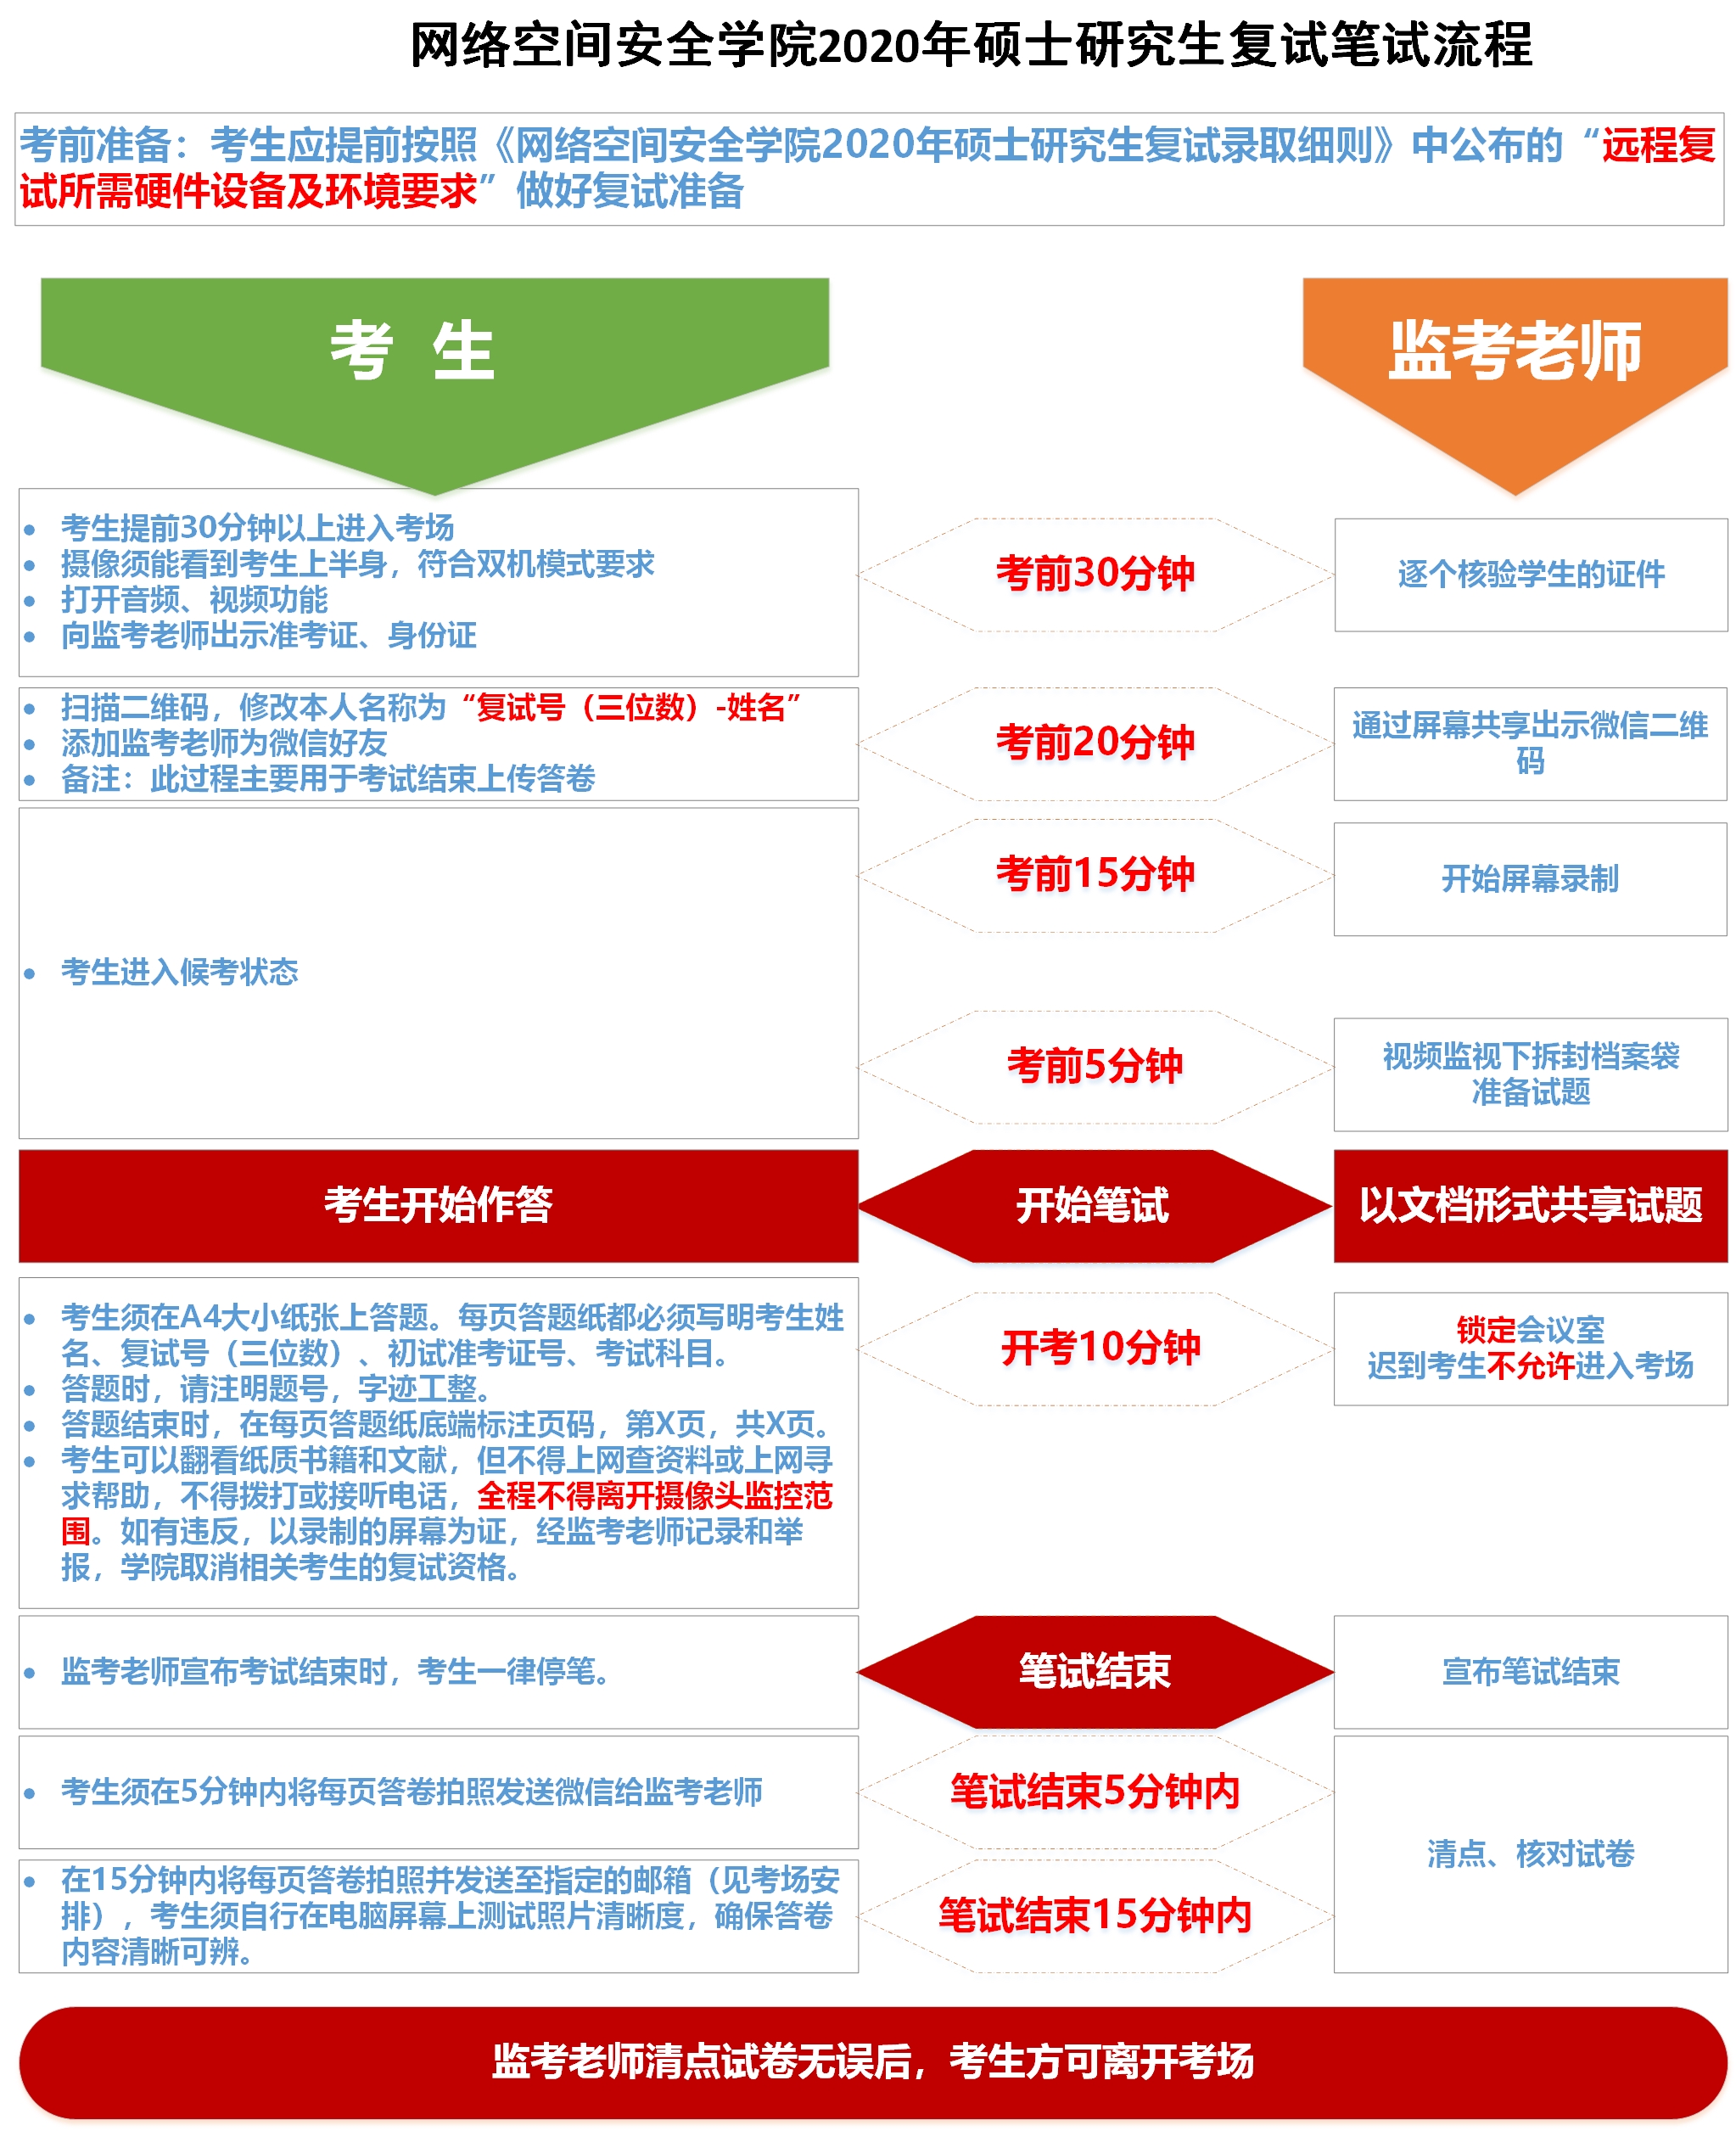 网络空间安全学院2020年硕士研究生复试笔试流程
考前准备：考生应提前按照《网络空间安全学院2020年硕士研究生复试录取细则》中公布的“远程复
试所需硬件设备及环境要求”做好复试准备
考 生
监考老师
• 考生提前30分钟以上进入考场
• 摄像须能看到考生上半身，符合双机模式要求
• 打开音频、视频功能
• 向监考老师出示准考证、身份证
考前30分钟
逐个核验学生的证件
• 扫描二维码，修改本人名称为“复试号（三位数）-姓名”
• 添加监考老师为微信好友
• 备注：此过程主要用于考试结束上传答卷
考前20分钟
通过屏幕共享出示微信二维
码
• 考生进入候考状态
考前15分钟
开始屏幕录制
考前5分钟
视频监视下拆封档案袋
准备试题
考生开始作答
开始笔试
以文档形式共享试题
• 考生须在A4大小纸张上答题。每页答题纸都必须写明考生姓
名、复试号（三位数）、初试准考证号、考试科目。
• 答题时，请注明题号，字迹工整。
• 答题结束时，在每页答题纸底端标注页码，第X页，共X页。
• 考生可以翻看纸质书籍和文献，但不得上网查资料或上网寻
求帮助，不得拨打或接听电话，全程不得离开摄像头监控范
围。如有违反，以录制的屏幕为证，经监考老师记录和举
报，学院取消相关考生的复试资格。
开考10分钟
锁定会议室
迟到考生不允许进入考场
• 监考老师宣布考试结束时，考生一律停笔。
笔试结束
宣布笔试结束
• 考生须在5分钟内将每页答卷拍照发送微信给监考老师
笔试结束5分钟内
清点、核对试卷
• 在15分钟内将每页答卷拍照并发送至指定的邮箱（见考场安
排），考生须自行在电脑屏幕上测试照片清晰度，确保答卷
内容清晰可辨。
笔试结束15分钟内
监考老师清点试卷无误后，考生方可离开考场